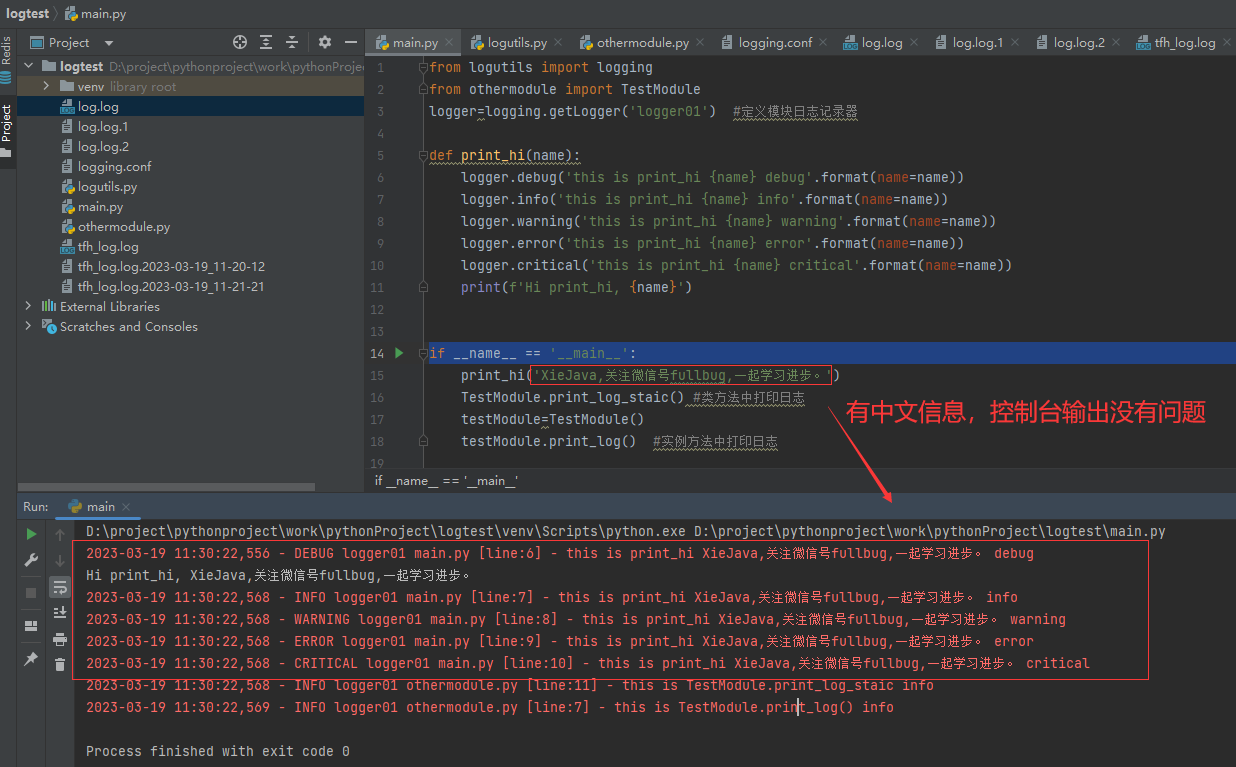 logtest main.py
Project
main.py logutils.py othermodule.py logging.conf log.log log.log.1 log.log.2 tfh_log.log
Redis
Project
logtest D:\project\pythonproject\work\pythonProje
venv library root
log.log
log.log.1
log.log.2
logging.conf
logutils.py
main.py
othermodule.py
tfh_log.log
tfh_log.log.2023-03-19_11-20-12
tfh_log.log.2023-03-19_11-21-21
External Libraries
Scratches and Consoles
1 from logutils import logging
2 from othermodule import TestModule
3 logger=logging.getLogger('logger01') #定义模块日志记录器
4
5 def print_hi(name):
6 logger.debug('this is print_hi {name} debug'.format(name=name))
7 logger.info('this is print_hi {name} info'.format(name=name))
8 logger.warning('this is print_hi {name} warning'.format(name=name))
9 logger.error('this is print_hi {name} error'.format(name=name))
10 logger.critical('this is print_hi {name} critical'.format(name=name))
11 print(f'Hi print_hi, {name}')
12
13
14 if __name__ == '__main__':
15 print_hi('XieJava,关注微信号fullbug,一起学习进步。')
16 TestModule.print_log_staic() #类方法中打印日志
17 testModule=TestModule()
18 testModule.print_log() #实例方法中打印日志
19
有中文信息，控制台输出没有问题
if __name__ == '__main__'
Run: main
D:\project\pythonproject\work\pythonProject\logtest\venv\Scripts\python.exe D:\project\pythonproject\work\pythonProject\logtest\main.py
2023-03-19 11:30:22,556 - DEBUG logger01 main.py [line:6] - this is print_hi XieJava,关注微信号fullbug,一起学习进步。 debug
Hi print_hi, XieJava,关注微信号fullbug,一起学习进步。
2023-03-19 11:30:22,568 - INFO logger01 main.py [line:7] - this is print_hi XieJava,关注微信号fullbug,一起学习进步。 info
2023-03-19 11:30:22,568 - WARNING logger01 main.py [line:8] - this is print_hi XieJava,关注微信号fullbug,一起学习进步。 warning
2023-03-19 11:30:22,568 - ERROR logger01 main.py [line:9] - this is print_hi XieJava,关注微信号fullbug,一起学习进步。 error
2023-03-19 11:30:22,568 - CRITICAL logger01 main.py [line:10] - this is print_hi XieJava,关注微信号fullbug,一起学习进步。 critical
2023-03-19 11:30:22,568 - INFO logger01 othermodule.py [line:11] - this is TestModule.print_log_staic info
2023-03-19 11:30:22,569 - INFO logger01 othermodule.py [line:7] - this is TestModule.print_log() info
Process finished with exit code 0